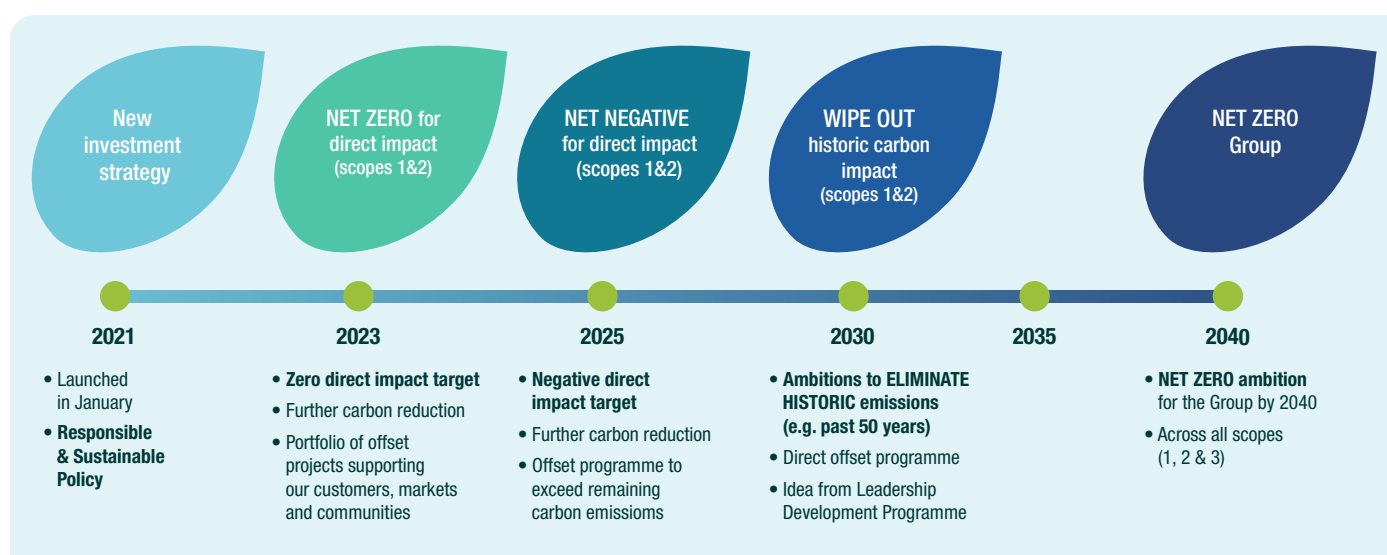 New
investment
strategy
NET ZERO for
direct impact
(scopes 1&2)
NET NEGATIVE
for direct impact
(scopes 1&2)
WIPE OUT
historic carbon
impact
(scopes 1&2)
NET ZERO
Group
2021
2023
2025
2030
2035
2040
• Launched
in January
• Responsible
& Sustainable
Policy
• Zero direct impact target
• Further carbon reduction
• Portfolio of offset
projects supporting
our customers, markets
and communities
• Negative direct
impact target
• Further carbon reduction
• Offset programme to
exceed remaining
carbon emissioms
• Ambitions to ELIMINATE
HISTORIC emissions
(e.g. past 50 years)
• Direct offset programme
• Idea from Leadership
Development Programme
• NET ZERO ambition
for the Group by 2040
• Across all scopes
(1, 2 & 3)